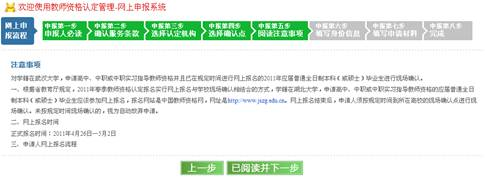 欢迎使用教师资格认定管理-网上申报系统
网上申报流程
申报第一步
申报人必读
申报第二步
确认服务条款
申报第三步
选择认定机构
申报第四步
选择确认点
申报第五步
阅读注意事项
申报第六步
填写身份信息
申报第七步
填写申请材料
申报第八步
完成
注意事项
对学籍在武汉大学，申请高中、中职或中职实习指导教师资格并且已在规定时间进行网上报名的2011年应届普通全日制本科（或硕士）毕业生进行现场确认。
一、根据省教育厅规定，2011年春季教师资格认定报名实行网上报名与学校现场确认相结合的方式，学籍在湖北大学，申请高中、中职或中职实习指导教师资格的应届普通全日制
本科（或硕士）毕业生应该参加网上报名，报名网站是中国教师资格网，网址是http://www.jszg.edu.cn。网上报名结束后，申请人须按规定时间到所在高校的现场确认点进行现
场确认。未按规定时间现场确认的，视为自动放弃申请。
二、网上报名时间
正式报名时间：2011年4月26日—5月2日
三、申请人网上报名流程
上一步
已阅读并下一步